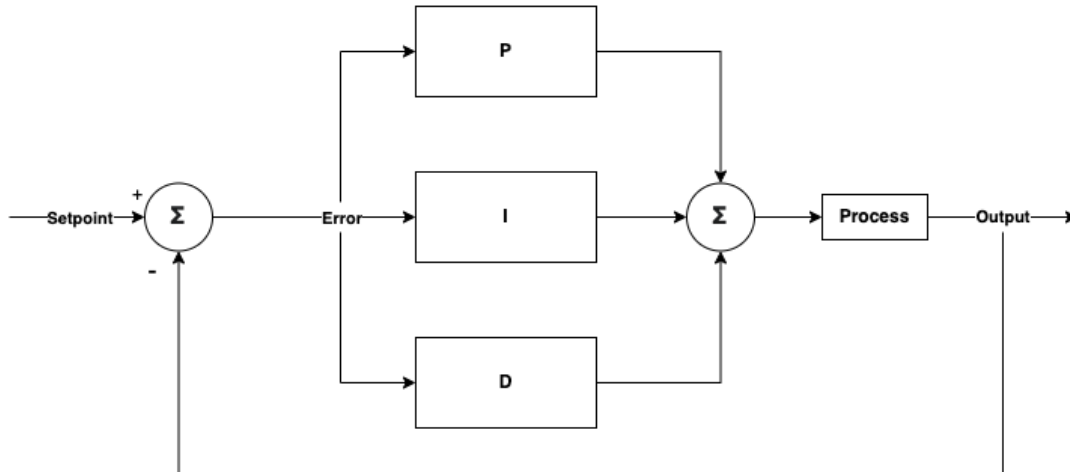 P
+
Setpoint
Σ
Error
I
Σ
Process
Output
-
D